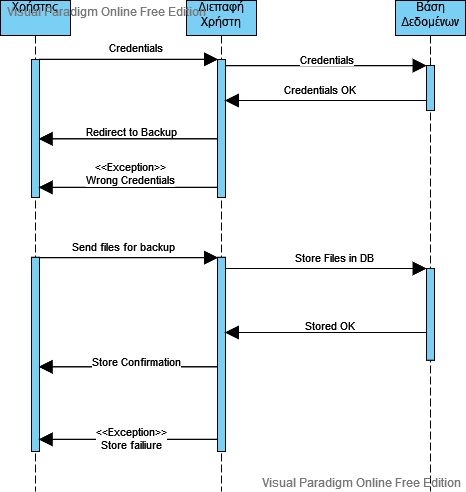 Χρήστης
Visual Paradigm Online Free Edition
Διεπαφή
Χρήστη
Βάση
Δεδομένων
Credentials
Credentials
Credentials OK
Redirect to Backup
<<Exception>>
Wrong Credentials
Send files for backup
Store Files in DB
Stored OK
Store Confirmation
<<Exception>>
Store failiure
Visual Paradigm Online Free Edition